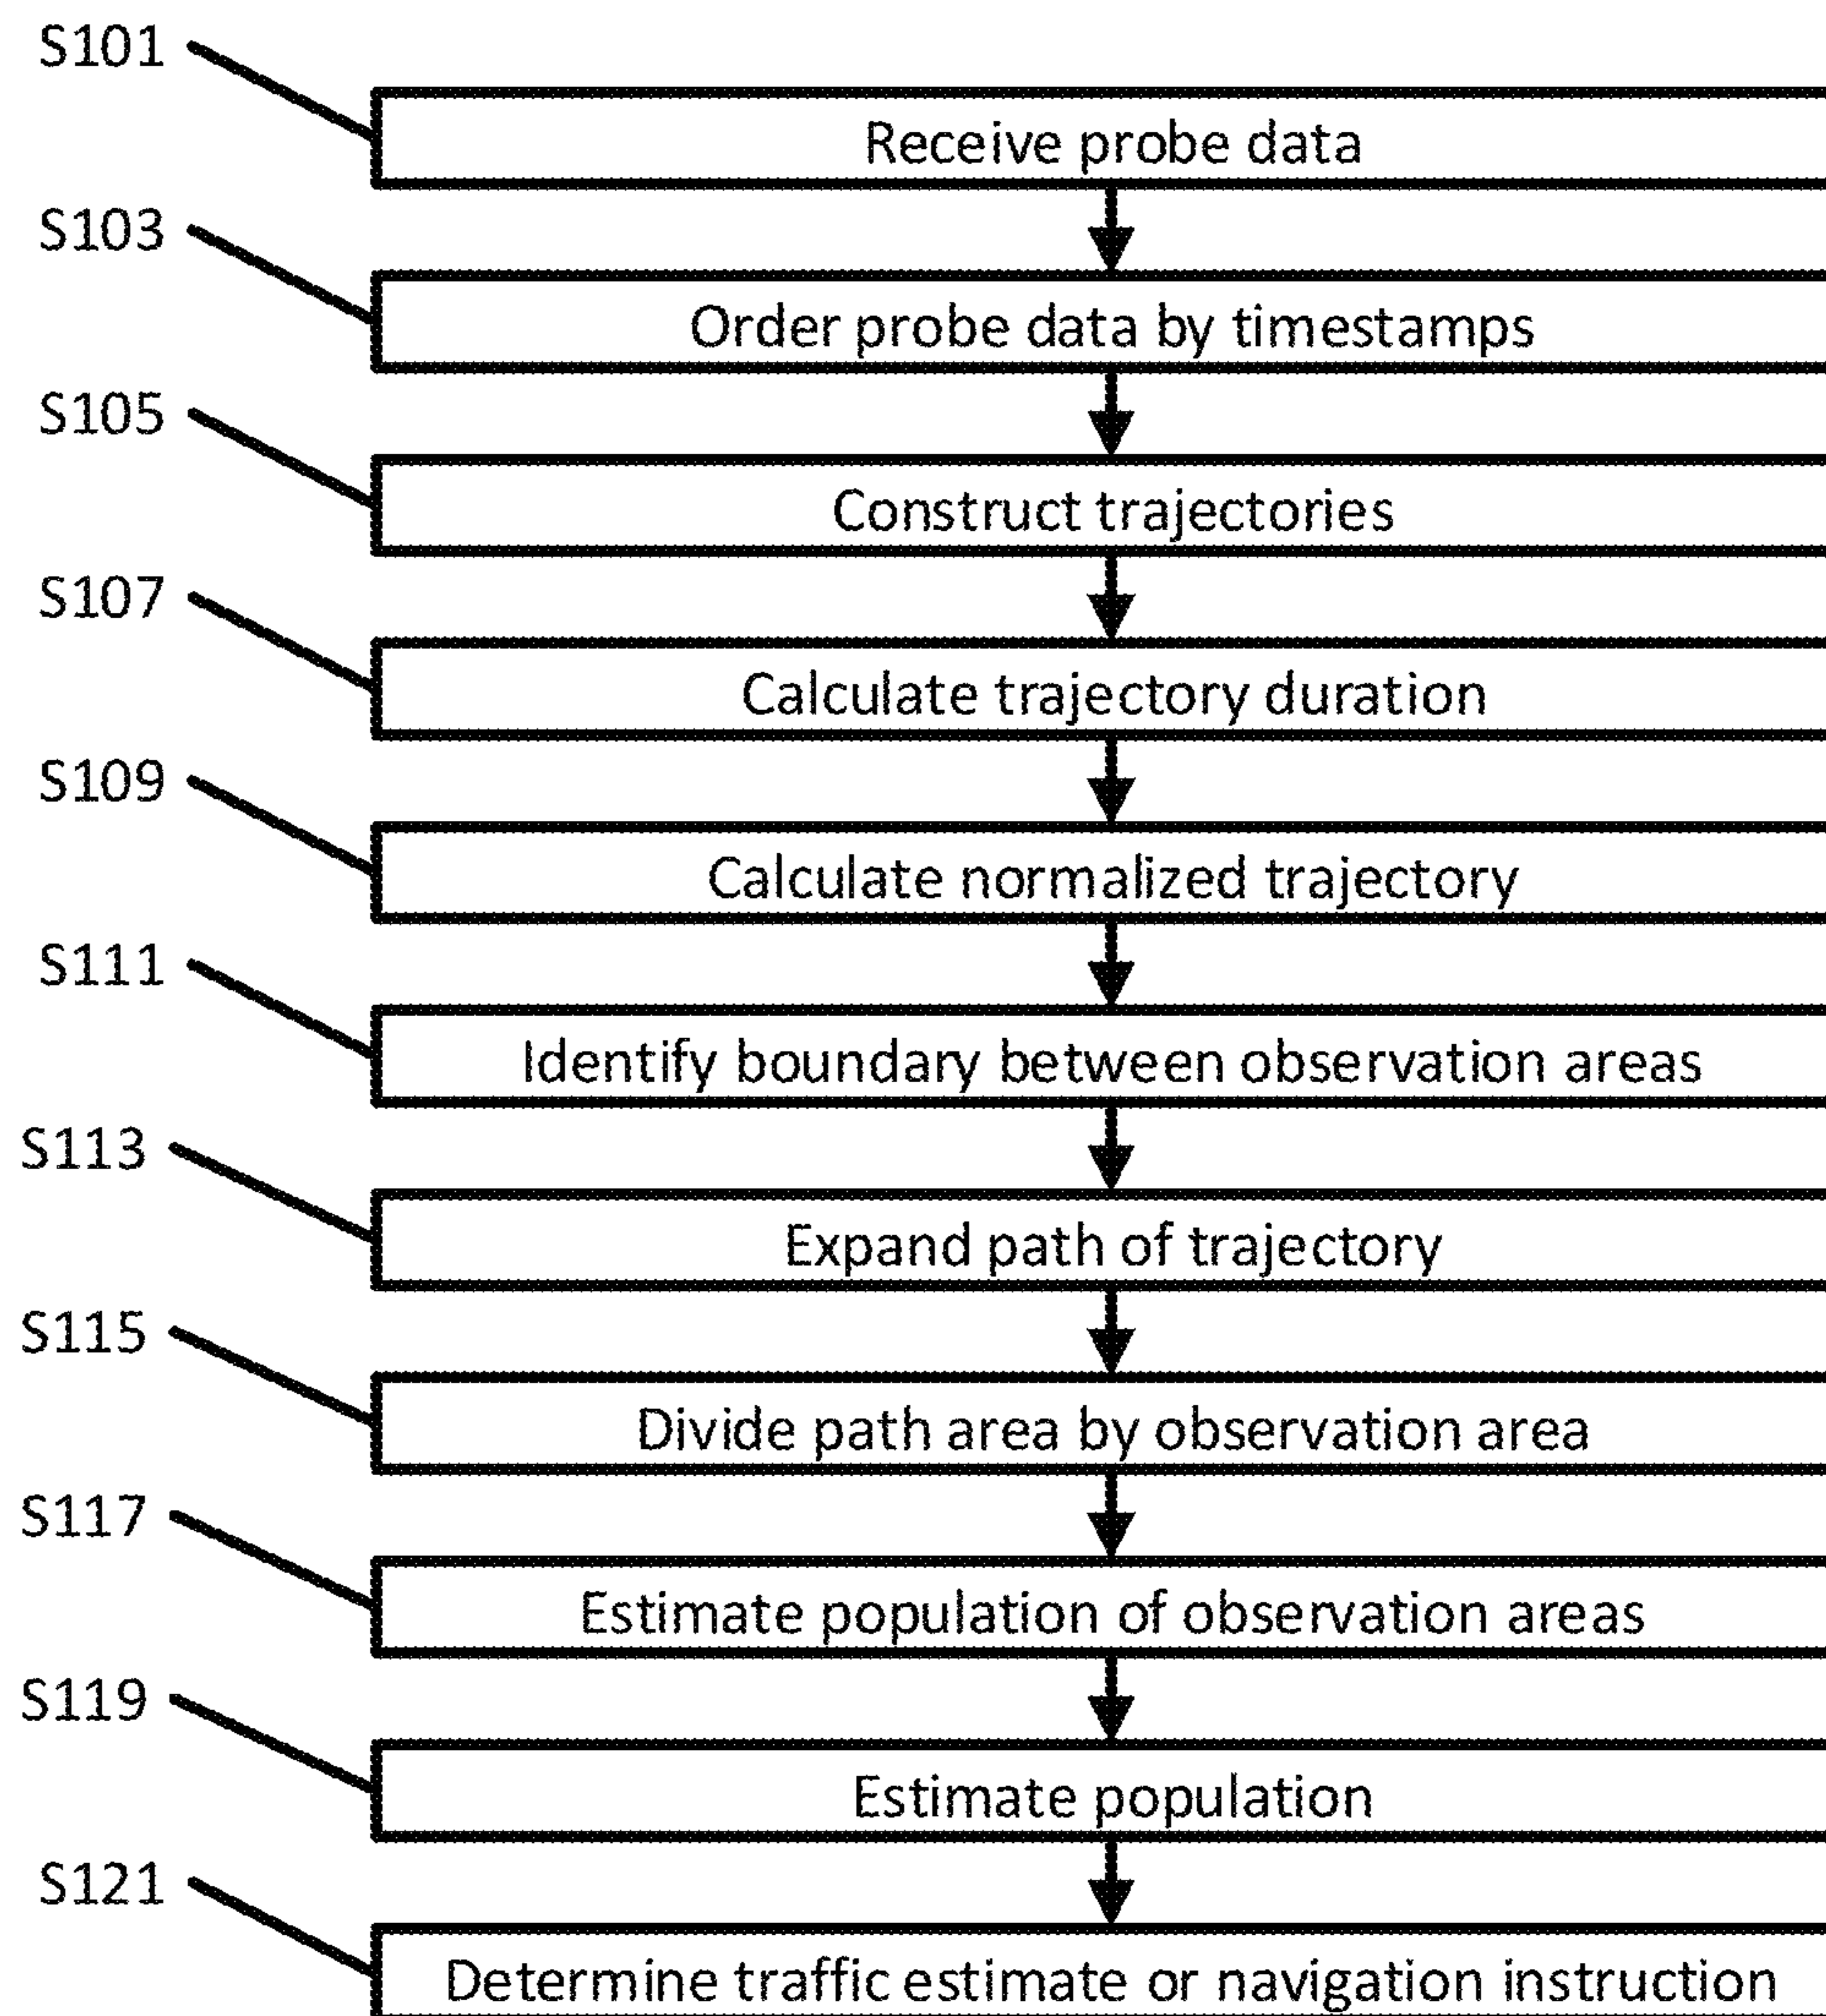 S101
Receive probe data
S103
Order probe data by timestamps
S105
Construct trajectories
S107
Calculate trajectory duration
S109
Calculate normalized trajectory
S111
Identify boundary between observation areas
S113
Expand path of trajectory
S115
Divide path area by observation area
S117
Estimate population of observation areas
S119
Estimate population
S121
Determine traffic estimate or navigation instruction